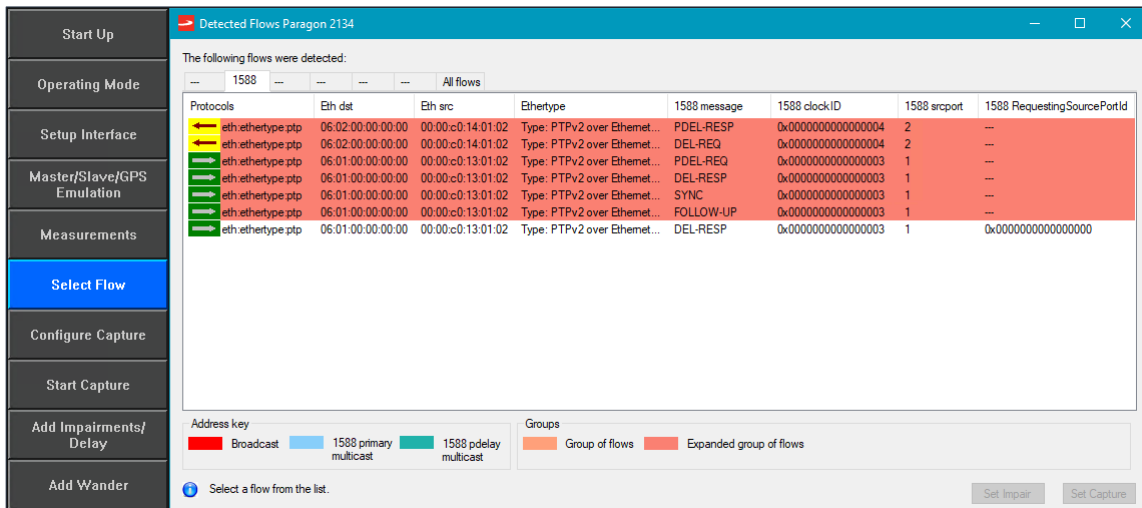 Start Up
Operating Mode
Setup Interface
Master/Slave/GPS
Emulation
Measurements
Select Flow
Configure Capture
Start Capture
Add Impairments/
Delay
Add Wander
Detected Flows Paragon 2134
The following flows were detected:
--- 1588 --- --- --- --- All flows
Protocols Eth dst Eth src Ethertype 1588 message 1588 clockID 1588 srcport 1588 RequestingSourcePortId
eth:ethertype:ptp 06:02:00:00:00:00 00:00:c0:14:01:02 Type: PTPv2 over Ethernet... PDEL-RESP 0x0000000000000004 2 ---
eth:ethertype:ptp 06:02:00:00:00:00 00:00:c0:14:01:02 Type: PTPv2 over Ethernet... DEL-REQ 0x0000000000000004 2 ---
eth:ethertype:ptp 06:01:00:00:00:00 00:00:c0:13:01:02 Type: PTPv2 over Ethernet... PDEL-REQ 0x0000000000000003 1 ---
eth:ethertype:ptp 06:01:00:00:00:00 00:00:c0:13:01:02 Type: PTPv2 over Ethernet... DEL-RESP 0x0000000000000003 1 ---
eth:ethertype:ptp 06:01:00:00:00:00 00:00:c0:13:01:02 Type: PTPv2 over Ethernet... SYNC 0x0000000000000003 1 ---
eth:ethertype:ptp 06:01:00:00:00:00 00:00:c0:13:01:02 Type: PTPv2 over Ethernet... FOLLOW-UP 0x0000000000000003 1 ---
eth:ethertype:ptp 06:01:00:00:00:00 00:00:c0:13:01:02 Type: PTPv2 over Ethernet... DEL-RESP 0x0000000000000003 1 0x0000000000000000
Address key
Broadcast
1588 primary
multicast
1588 pdelay
multicast
Groups
Group of flows
Expanded group of flows
Select a flow from the list.
Set Impair
Set Capture